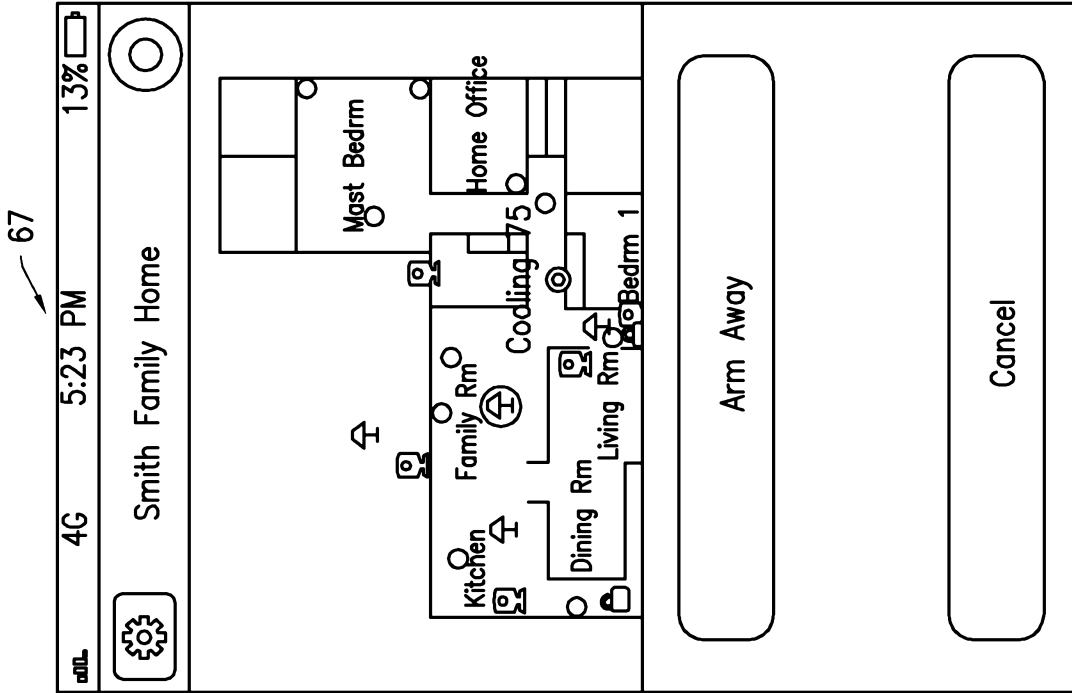 67
4G 5:23 PM 13%
Smith Family Home
Mast Bedrm
Home Office
Family Rm
Cooling 75
Kitchen
Dining Rm
Living Rm
Bedrm 1
Arm Away
Cancel